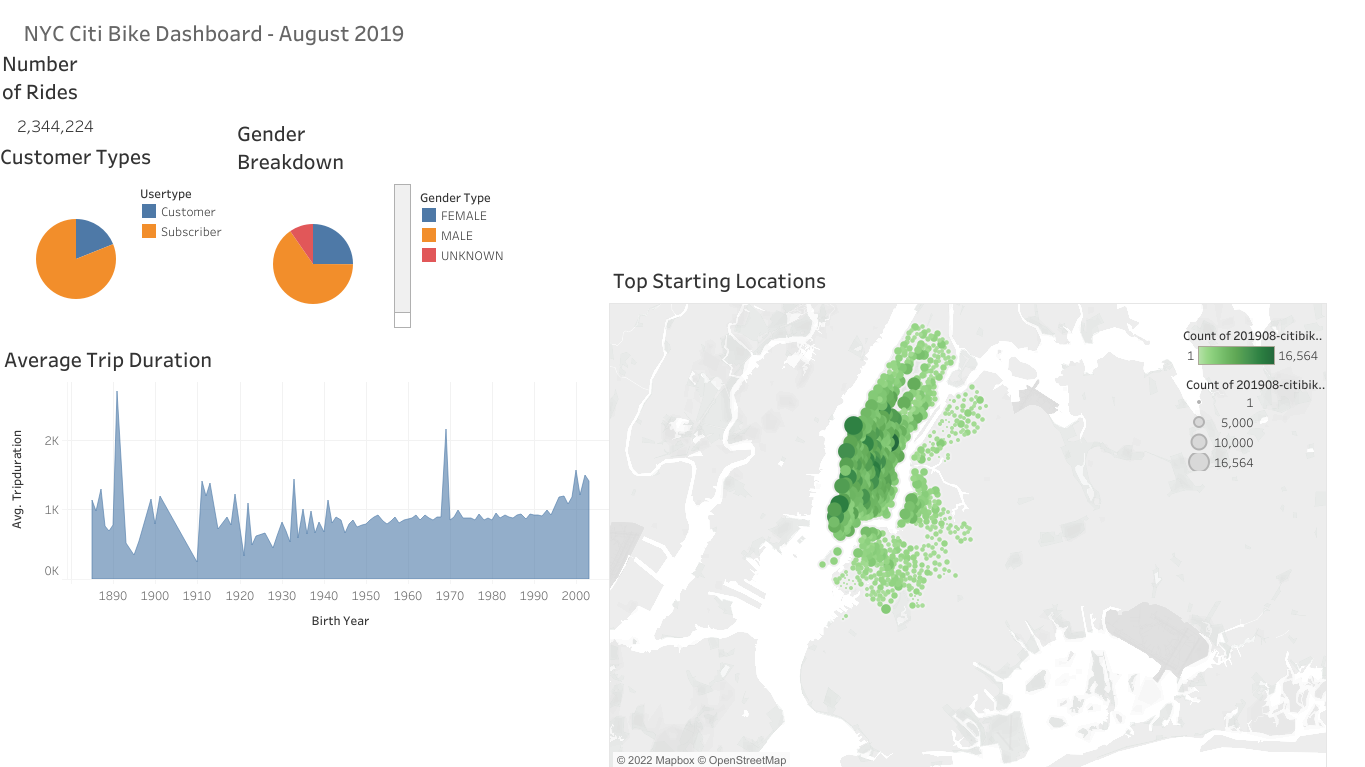 NYC Citi Bike Dashboard - August 2019
Number
of Rides
2,344,224
Customer Types
Usertype
Customer
Subscriber
Gender
Breakdown
Gender Type
FEMALE
MALE
UNKNOWN
Average Trip Duration
Avg. Tripduration
2K
1K
0K
1890 1900 1910 1920 1930 1940 1950 1960 1970 1980 1990 2000
Birth Year
Top Starting Locations
Count of 201908-citibik..
1 16,564
Count of 201908-citibik..
1
5,000
10,000
16,564
© 2022 Mapbox © OpenStreetMap